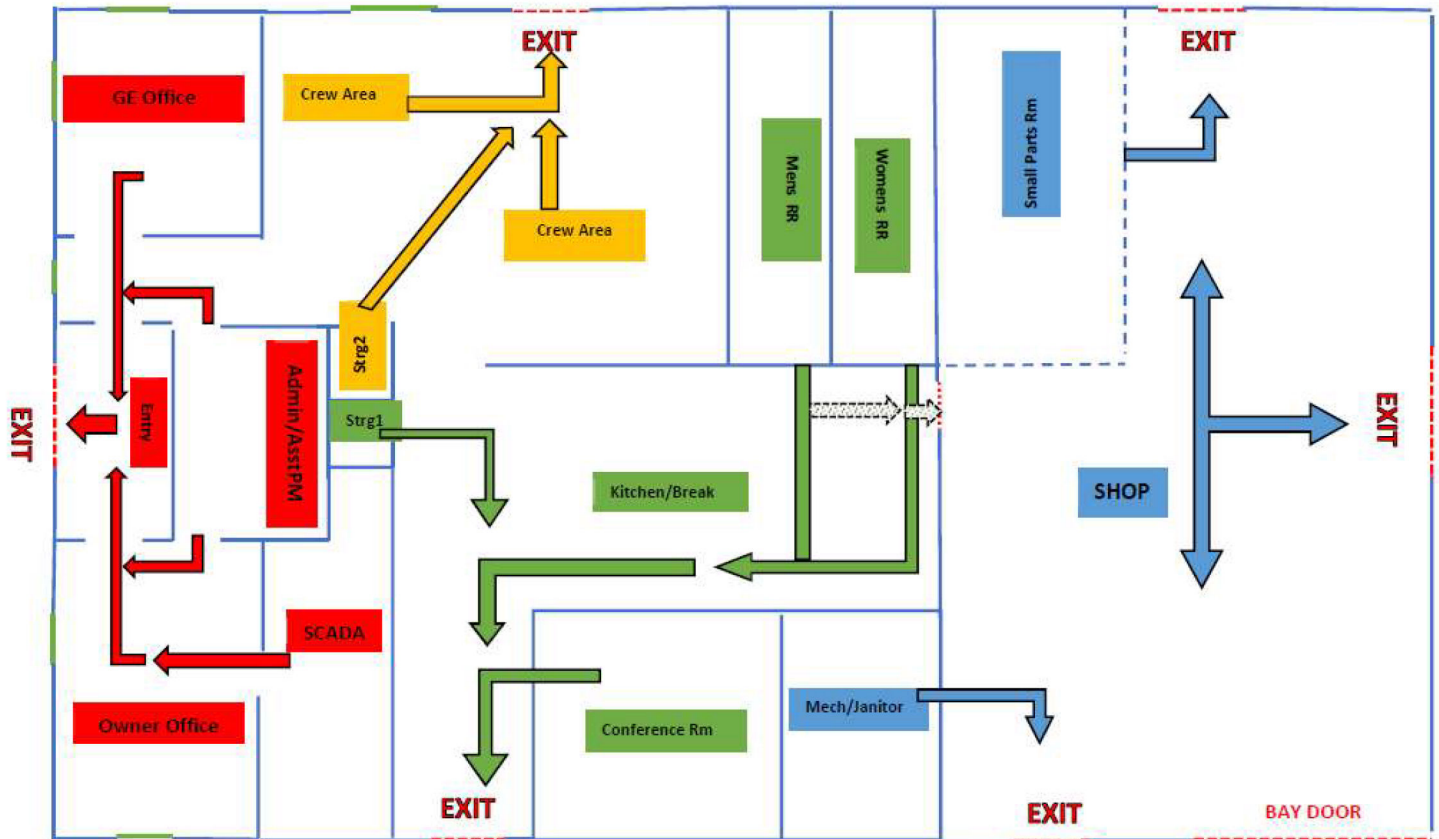 EXIT
EXIT
GE Office
Crew Area
Small Parts Rm
Mens RR
Womens RR
Crew Area
Strg2
Admin/AsstPM
Entry
EXIT
Strg1
EXIT
Kitchen/Break
SHOP
SCADA
Owner Office
Conference Rm
Mech/Janitor
EXIT
EXIT
BAY DOOR